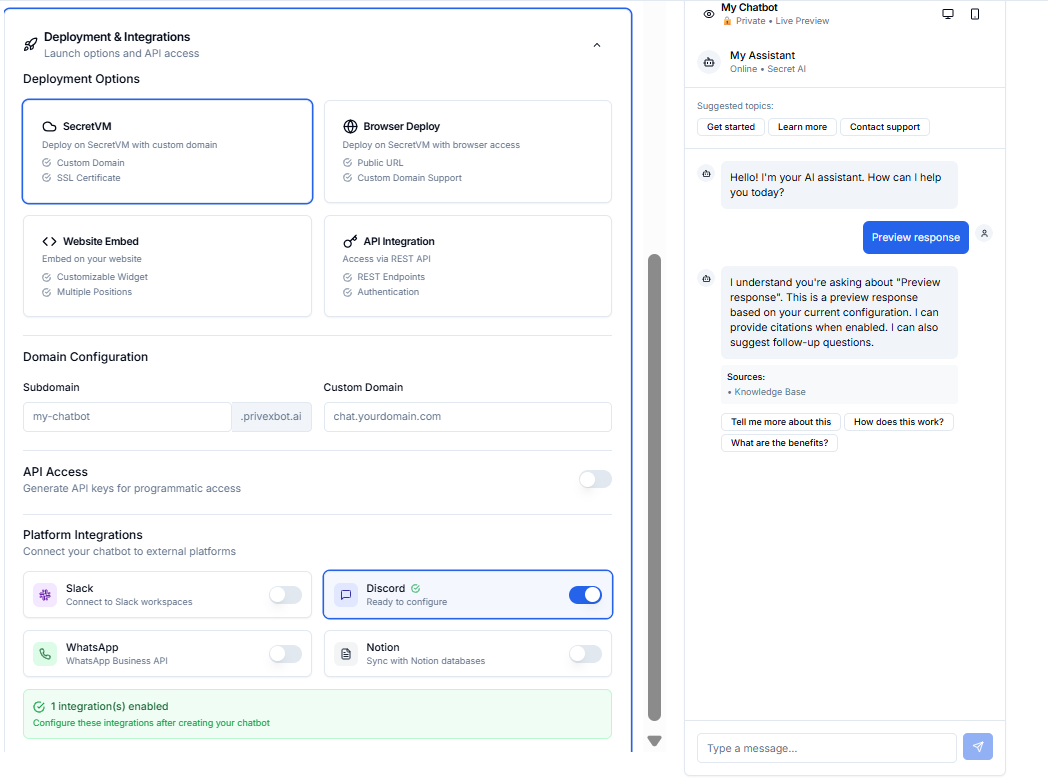 Deployment & Integrations
Launch options and API access
Deployment Options
SecretVM
Deploy on SecretVM with custom domain
Custom Domain
SSL Certificate
Browser Deploy
Deploy on SecretVM with browser access
Public URL
Custom Domain Support
Website Embed
Embed on your website
Customizable Widget
Multiple Positions
API Integration
Access via REST API
REST Endpoints
Authentication
Domain Configuration
Subdomain
my-chatbot .privexbot.ai
Custom Domain
chat.yourdomain.com
API Access
Generate API keys for programmatic access
Platform Integrations
Connect your chatbot to external platforms
Slack
Connect to Slack workspaces
Discord
Ready to configure
WhatsApp
WhatsApp Business API
Notion
Sync with Notion databases
1 integration(s) enabled
Configure these integrations after creating your chatbot
My Chatbot
Private • Live Preview
My Assistant
Online • Secret AI
Suggested topics:
Get started Learn more Contact support
Hello! I'm your AI assistant. How can I help
you today?
Preview response
I understand you're asking about "Preview
response". This is a preview response
based on your current configuration. I can
provide citations when enabled. I can also
suggest follow-up questions.
Sources:
• Knowledge Base
Tell me more about this How does this work?
What are the benefits?
Type a message...